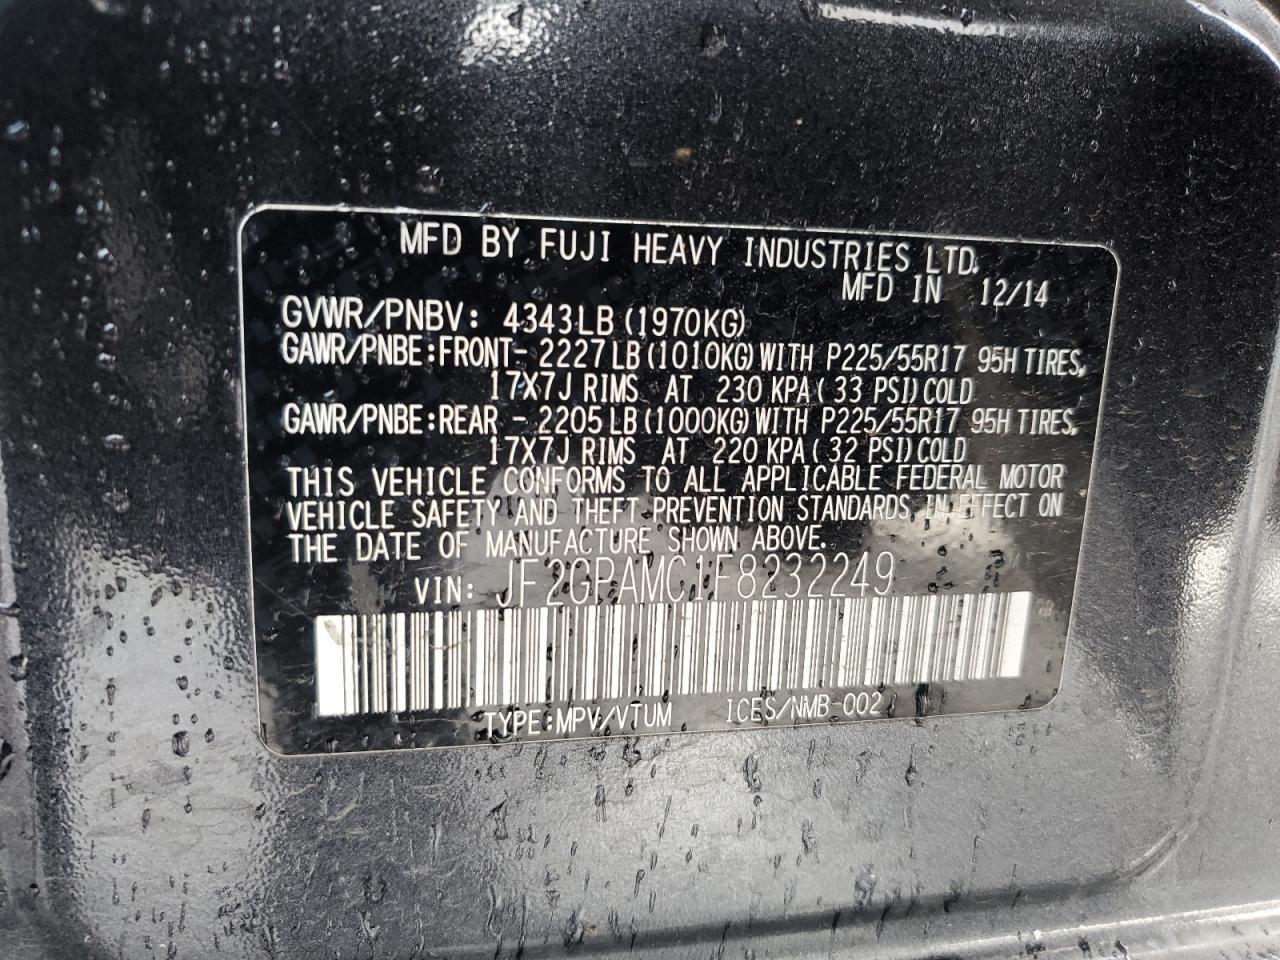 MFD BY FUJI HEAVY INDUSTRIES LTD.
MFD IN 12/14
GVWR/PNBV: 4343LB (1970KG)
GAWR/PNBE:FRONT- 2227LB (1010KG) WITH P225/55R17 95H TIRES,
17X7J RIMS AT 230 KPA( 33 PSI)COLD
GAWR/PNBE:REAR - 2205LB (1000KG) WITH P225/55R17 95H TIRES,
17X7J RIMS AT 220 KPA( 32 PSI)COLD
THIS VEHICLE CONFORMS TO ALL APPLICABLE FEDERAL MOTOR
VEHICLE SAFETY AND THEFT PREVENTION STANDARDS IN EFFECT ON
THE DATE OF MANUFACTURE SHOWN ABOVE.
VIN: JF2GPAMC1F8232249
TYPE:MPV/VTUM ICES/NMB-002